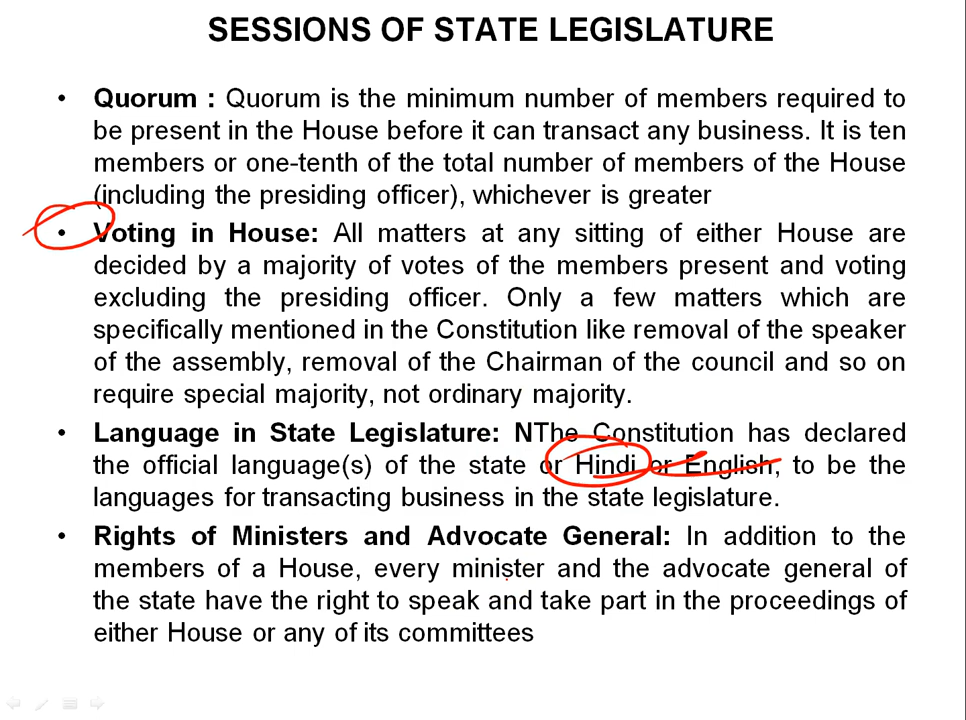 SESSIONS OF STATE LEGISLATURE
• Quorum : Quorum is the minimum number of members required to
be present in the House before it can transact any business. It is ten
members or one-tenth of the total number of members of the House
(including the presiding officer), whichever is greater
• Voting in House: All matters at any sitting of either House are
decided by a majority of votes of the members present and voting
excluding the presiding officer. Only a few matters which are
specifically mentioned in the Constitution like removal of the speaker
of the assembly, removal of the Chairman of the council and so on
require special majority, not ordinary majority.
• Language in State Legislature: NThe Constitution has declared
the official language(s) of the state or Hindi or English, to be the
languages for transacting business in the state legislature.
• Rights of Ministers and Advocate General: In addition to the
members of a House, every minister and the advocate general of
the state have the right to speak and take part in the proceedings of
either House or any of its committees